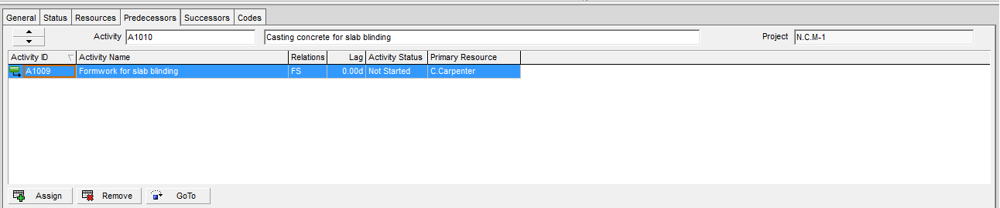 General Status Resources Predecessors Successors Codes
Activity A1010 Casting concrete for slab blinding Project N.C.M-1
Activity ID Activity Name Relations Lag Activity Status Primary Resource
A1009 Formwork for slab blinding FS 0.00d Not Started C.Carpenter
Assign Remove GoTo